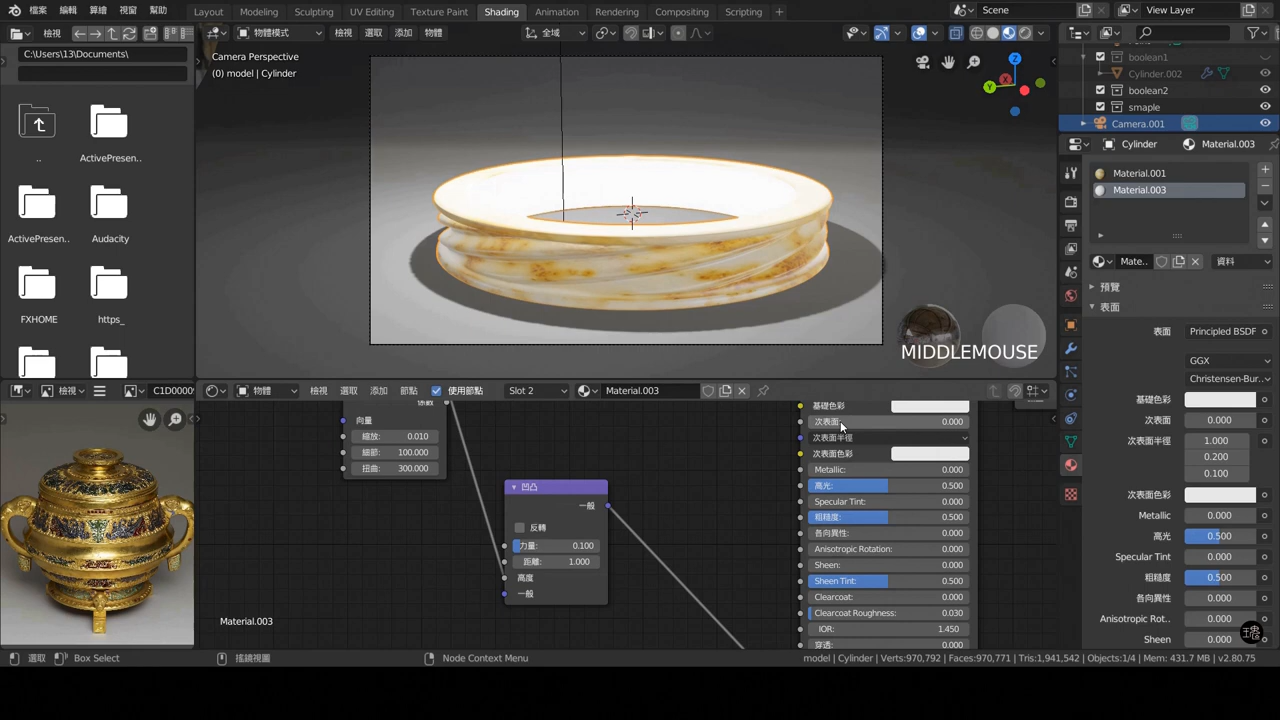 檔案 編輯 算繪 視窗 幫助 Layout Modeling Sculpting UV Editing Texture Paint Shading Animation Rendering Compositing Scripting + Scene View Layer
檢視 物體模式 檢視 選取 添加 物體 全域
C:\Users\13\Documents\
Camera Perspective
(0) model | Cylinder
boolean1
Cylinder.002
boolean2
smaple
Camera.001
.. ActivePresen..
ActivePresen.. Audacity
FXHOME https_
Z
Y
X
Cylinder Material.003
Material.001
Material.003
Mate.. 資料
預覽
表面
表面 Principled BSDF
GGX
Christensen-Bur..
基礎色彩
次表面 0.000
次表面半徑 1.000
0.200
0.100
次表面色彩
Metallic 0.000
高光 0.500
Specular Tint 0.000
粗糙度 0.500
各向異性 0.000
Anisotropic Rot.. 0.000
Sheen 0.000
MIDDLEMOUSE
檢視 C1D0000 物體 檢視 選取 添加 節點 使用節點 Slot 2 Material.003
係數
向量
縮放: 0.010
細節: 100.000
扭曲: 300.000
凹凸
一般
反轉
力量: 0.100
距離: 1.000
高度
一般
基礎色彩
次表面: 0.000
次表面半徑
次表面色彩
Metallic: 0.000
高光: 0.500
Specular Tint: 0.000
粗糙度: 0.500
各向異性: 0.000
Anisotropic Rotation: 0.000
Sheen: 0.000
Sheen Tint: 0.500
Clearcoat: 0.000
Clearcoat Roughness: 0.030
IOR: 1.450
穿透: 0.000
Material.003
選取 Box Select 搖鏡視圖 Node Context Menu model | Cylinder | Verts:970,792 | Faces:970,771 | Tris:1,941,542 | Objects:1/4 | Mem: 431.7 MB | v2.80.75